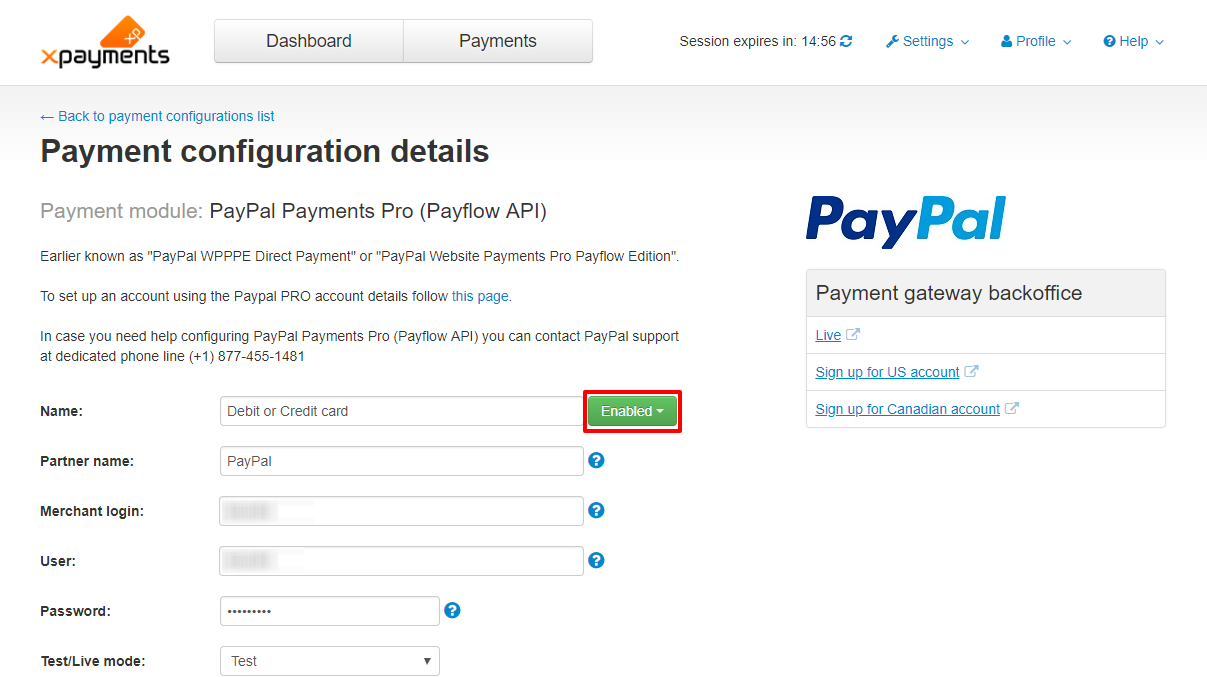 xp
xpayments
Dashboard
Payments
Session expires in: 14:56
Settings
Profile
Help
← Back to payment configurations list
Payment configuration details
Payment module: PayPal Payments Pro (Payflow API)
PayPal
Earlier known as "PayPal WPPPE Direct Payment" or "PayPal Website Payments Pro Payflow Edition".
To set up an account using the Paypal PRO account details follow this page.
In case you need help configuring PayPal Payments Pro (Payflow API) you can contact PayPal support
at dedicated phone line (+1) 877-455-1481
Payment gateway backoffice
Live
Sign up for US account
Sign up for Canadian account
Name:
Debit or Credit card
Enabled
Partner name:
PayPal
?
Merchant login:
?
User:
?
Password:
•••••••••
?
Test/Live mode:
Test